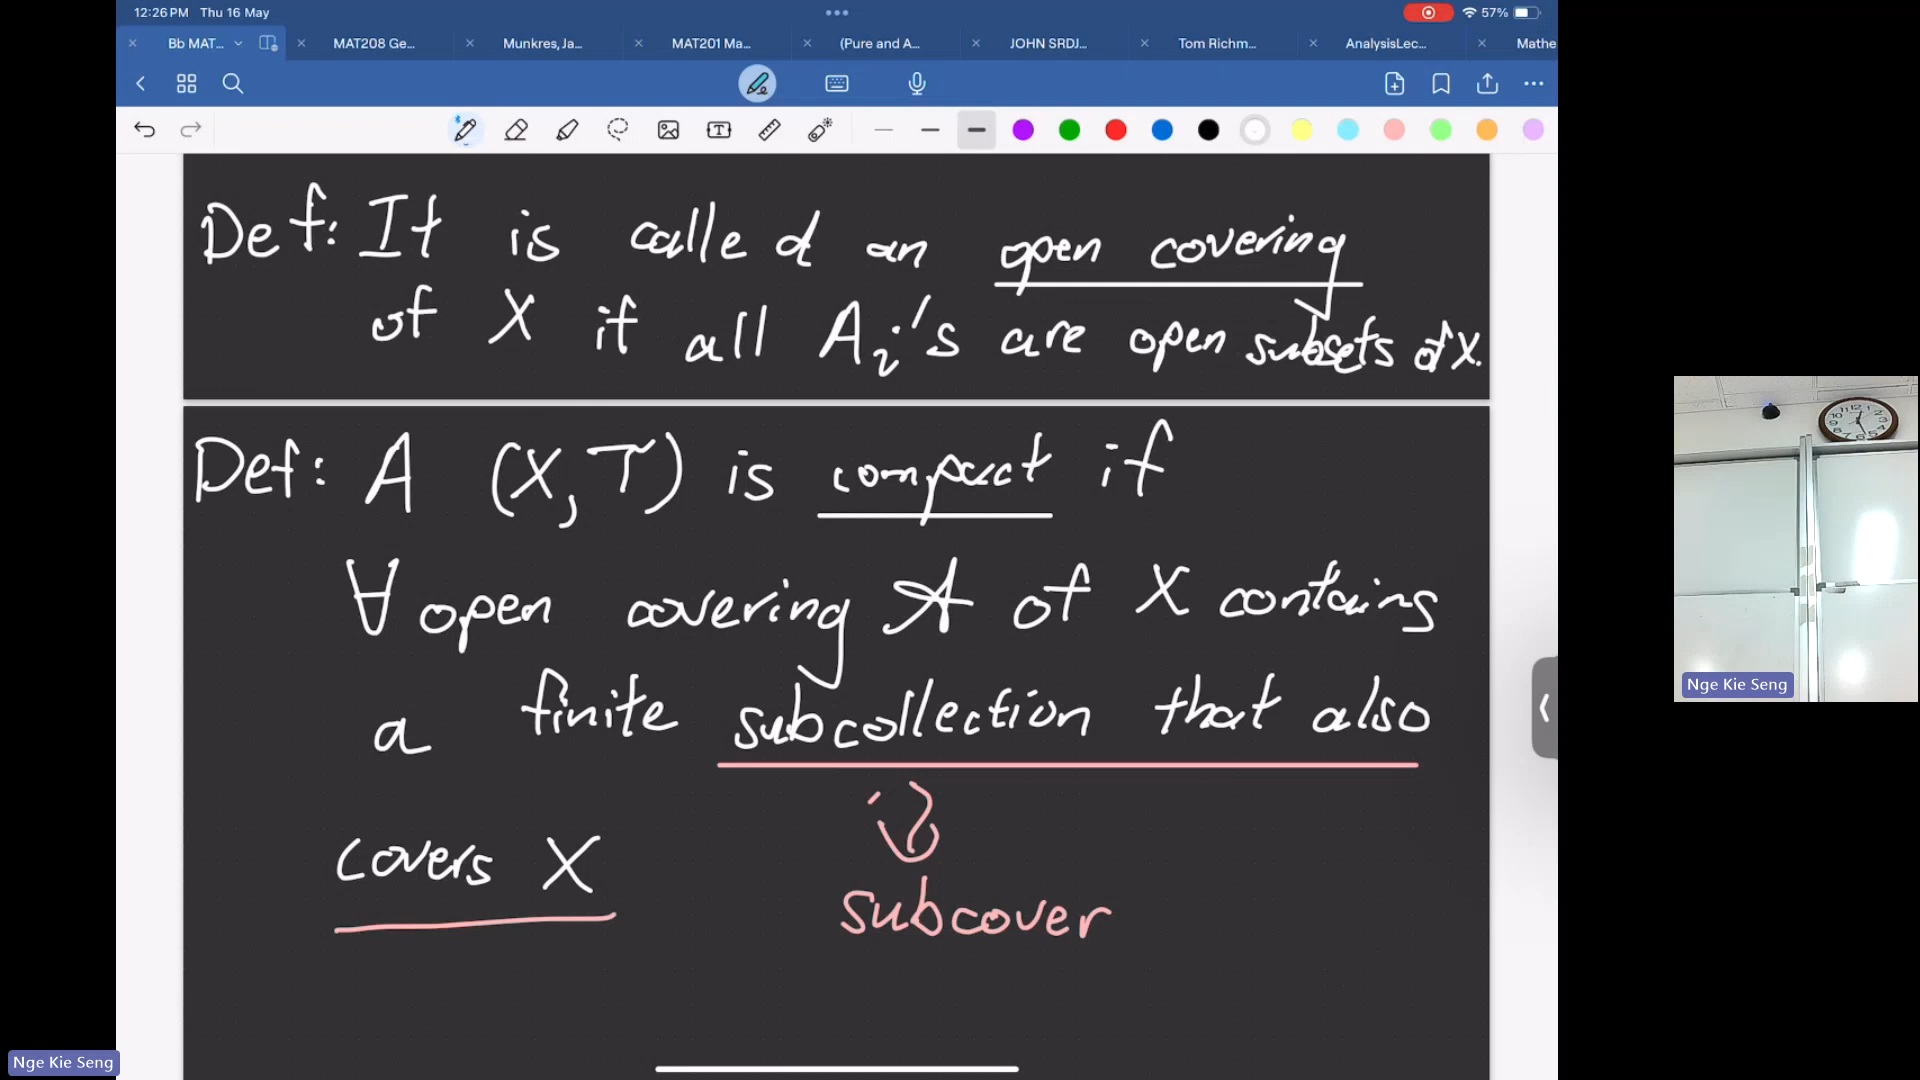 12:26 PM Thu 16 May
57%
Bb MAT...
MAT208 Ge...
Munkres, Ja...
MAT201 Ma...
(Pure and A...
JOHN SRDJ...
Tom Richm...
AnalysisLec...
Mathe
Def: It is called an open covering
of X if all Aᵢ's are open subsets of X.
Def: A (X, T) is compact if
∀ open covering 𝒜 of X contains
a finite subcollection that also
covers X
subcover
Nge Kie Seng
Nge Kie Seng